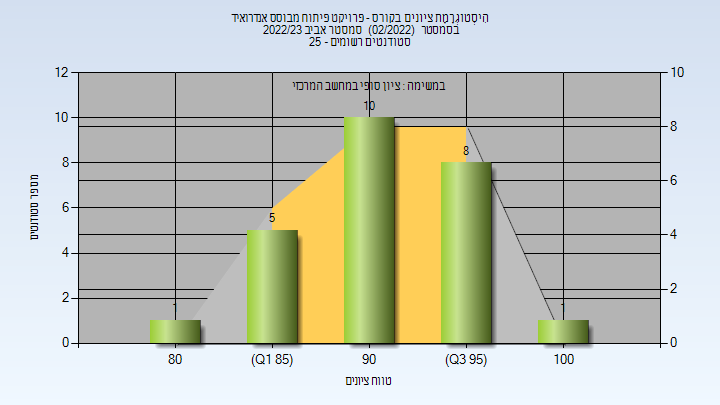 היסטוגרמת ציונים בקורס - פרויקט פיתוח מבוסס אנדרואיד
בסמסטר (02/2022) סמסטר אביב 2022/23
סטודנטים רשומים - 25
במשימה : ציון סופי במחשב המרכזי
מספר סטודנטים
12
10
8
6
4
2
0
10
8
6
4
2
0
1
5
10
8
1
80
(Q1 85)
90
(Q3 95)
100
טווח ציונים